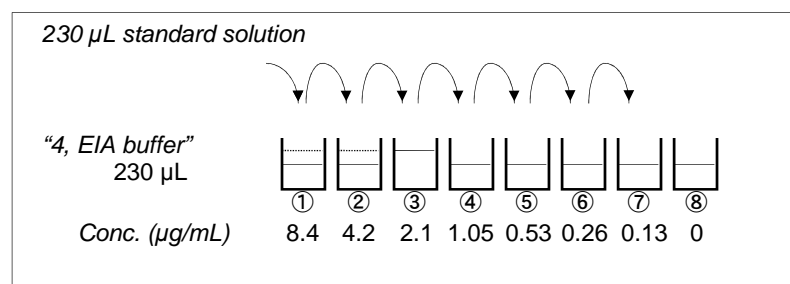 230 µL standard solution
“4, EIA buffer”
230 µL
① ② ③ ④ ⑤ ⑥ ⑦ ⑧
Conc. (µg/mL) 8.4 4.2 2.1 1.05 0.53 0.26 0.13 0